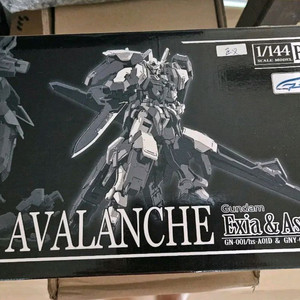 1/144
SCALE MODEL
AVALANCHE
Gundam
Exia & As
GN-001/hs-A01D & GNY-